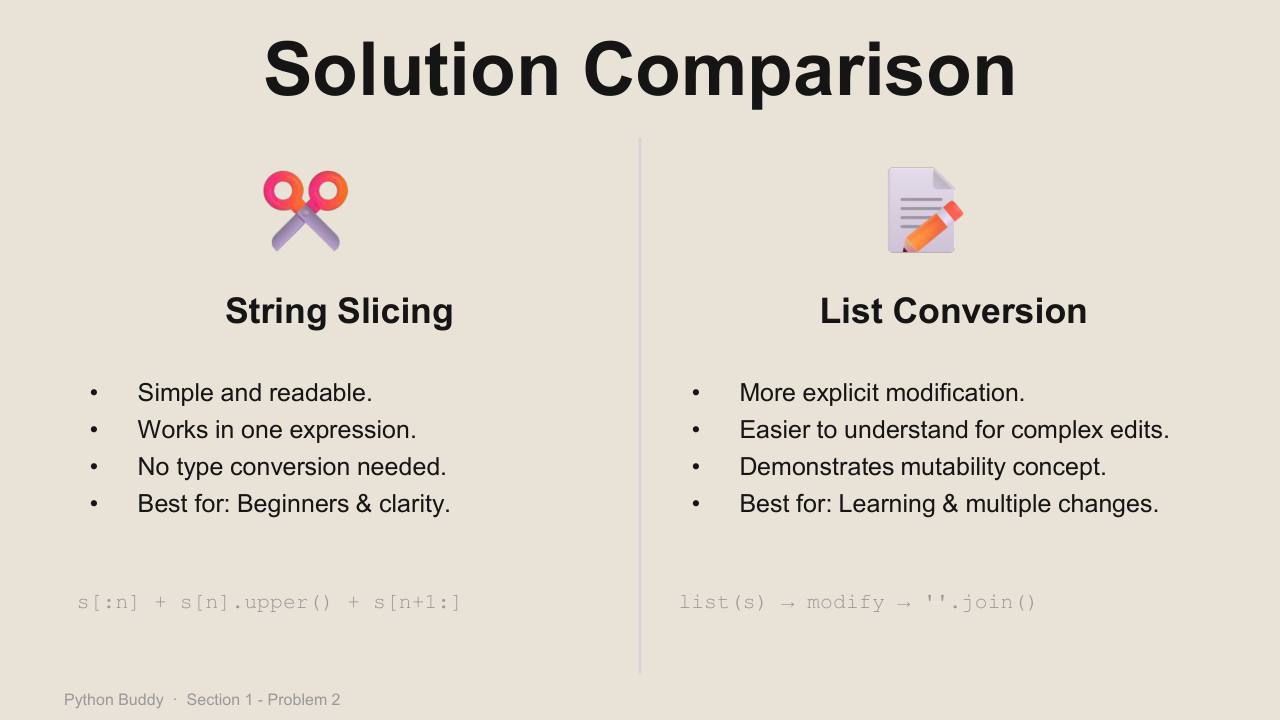 Solution Comparison
String Slicing
• Simple and readable.
• Works in one expression.
• No type conversion needed.
• Best for: Beginners & clarity.
s[:n] + s[n].upper() + s[n+1:]
List Conversion
• More explicit modification.
• Easier to understand for complex edits.
• Demonstrates mutability concept.
• Best for: Learning & multiple changes.
list(s) → modify → ''.join()
Python Buddy · Section 1 - Problem 2